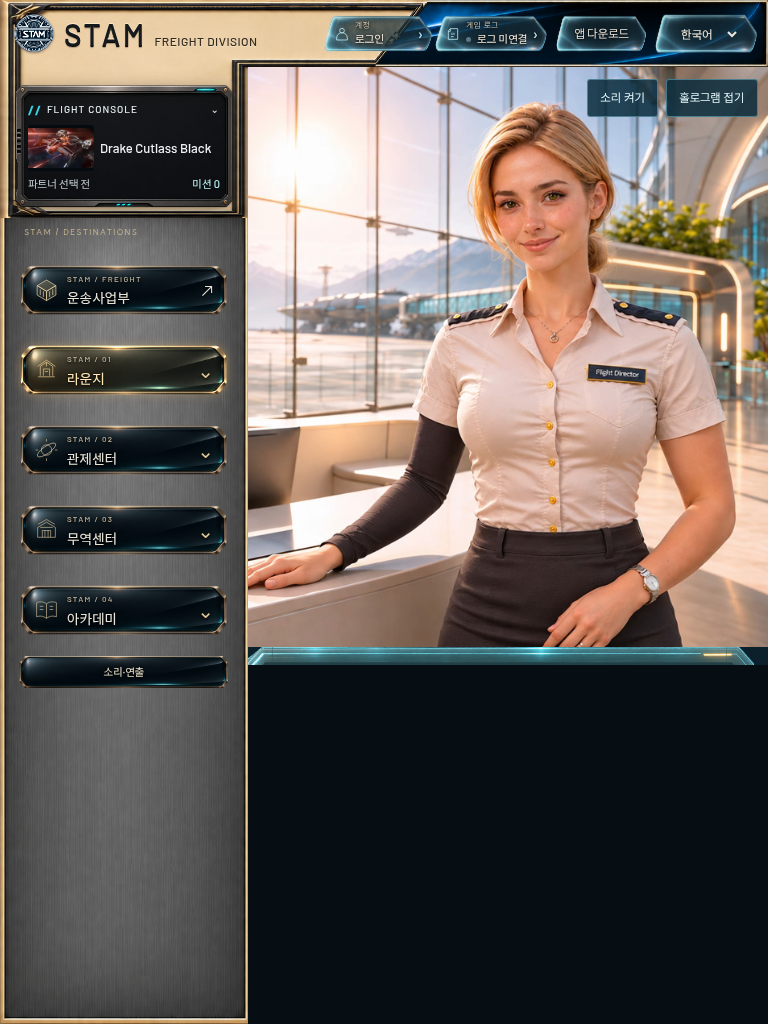 STAM
STAM FREIGHT DIVISION
계정
로그인
게임 로그
로그 미연결
앱 다운로드
한국어
// FLIGHT CONSOLE
Drake Cutlass Black
파트너 선택 전
미션 0
소리 켜기
홀로그램 접기
Flight Director
STAM / DESTINATIONS
STAM / FREIGHT
운송사업부
STAM / 01
라운지
STAM / 02
관제센터
STAM / 03
무역센터
STAM / 04
아카데미
소리·연출